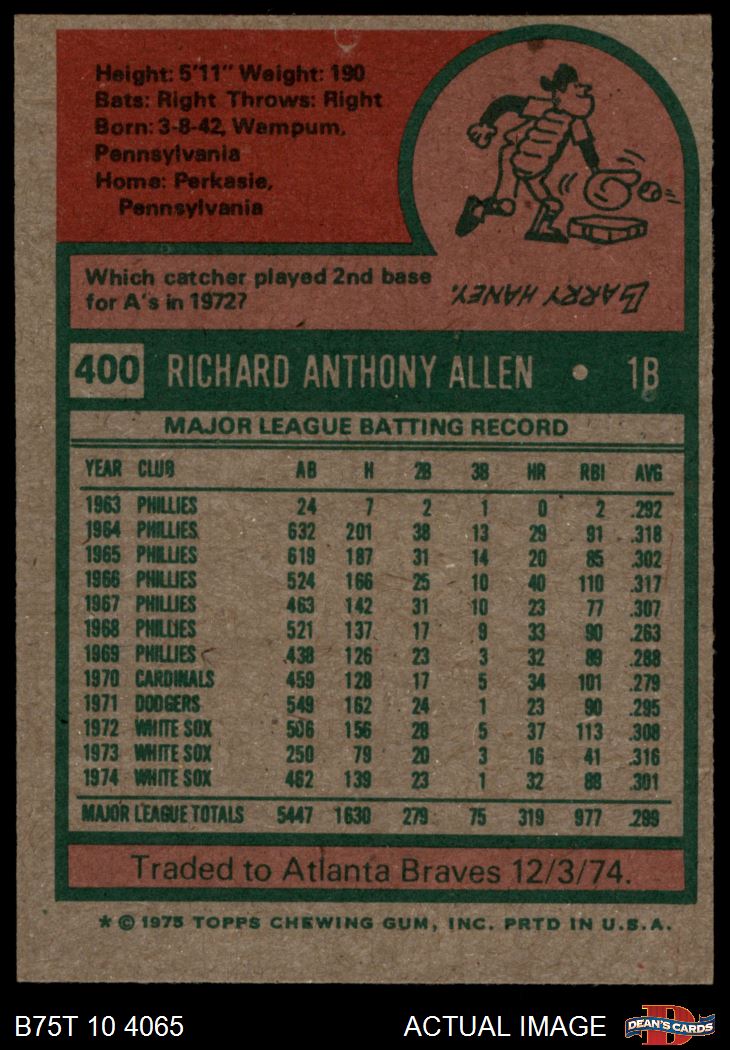 Height: 5'11" Weight: 190
Bats: Right Throws: Right
Born: 3-8-42, Wampum,
Pennsylvania
Home: Perkasie,
Pennsylvania
Which catcher played 2nd base
for A's in 1972?
LARRY HANEY.
400 RICHARD ANTHONY ALLEN • 1B
MAJOR LEAGUE BATTING RECORD
YEAR CLUB AB H 2B 3B HR RBI AVG
1963 PHILLIES 24 7 2 1 0 2 .292
1964 PHILLIES 632 201 38 13 29 91 .318
1965 PHILLIES 619 187 31 14 20 85 .302
1966 PHILLIES 524 166 25 10 40 110 .317
1967 PHILLIES 463 142 31 10 23 77 .307
1968 PHILLIES 521 137 17 9 33 90 .263
1969 PHILLIES 438 126 23 3 32 89 .288
1970 CARDINALS 459 128 17 5 34 101 .279
1971 DODGERS 549 162 24 1 23 90 .295
1972 WHITE SOX 506 156 28 5 37 113 .308
1973 WHITE SOX 250 79 20 3 16 41 .316
1974 WHITE SOX 462 139 23 1 32 88 .301
MAJOR LEAGUE TOTALS 5447 1630 279 75 319 977 .299
Traded to Atlanta Braves 12/3/74.
* © 1975 TOPPS CHEWING GUM, INC. PRTD IN U.S.A.
B75T 10 4065 ACTUAL IMAGE D DEAN'S CARDS